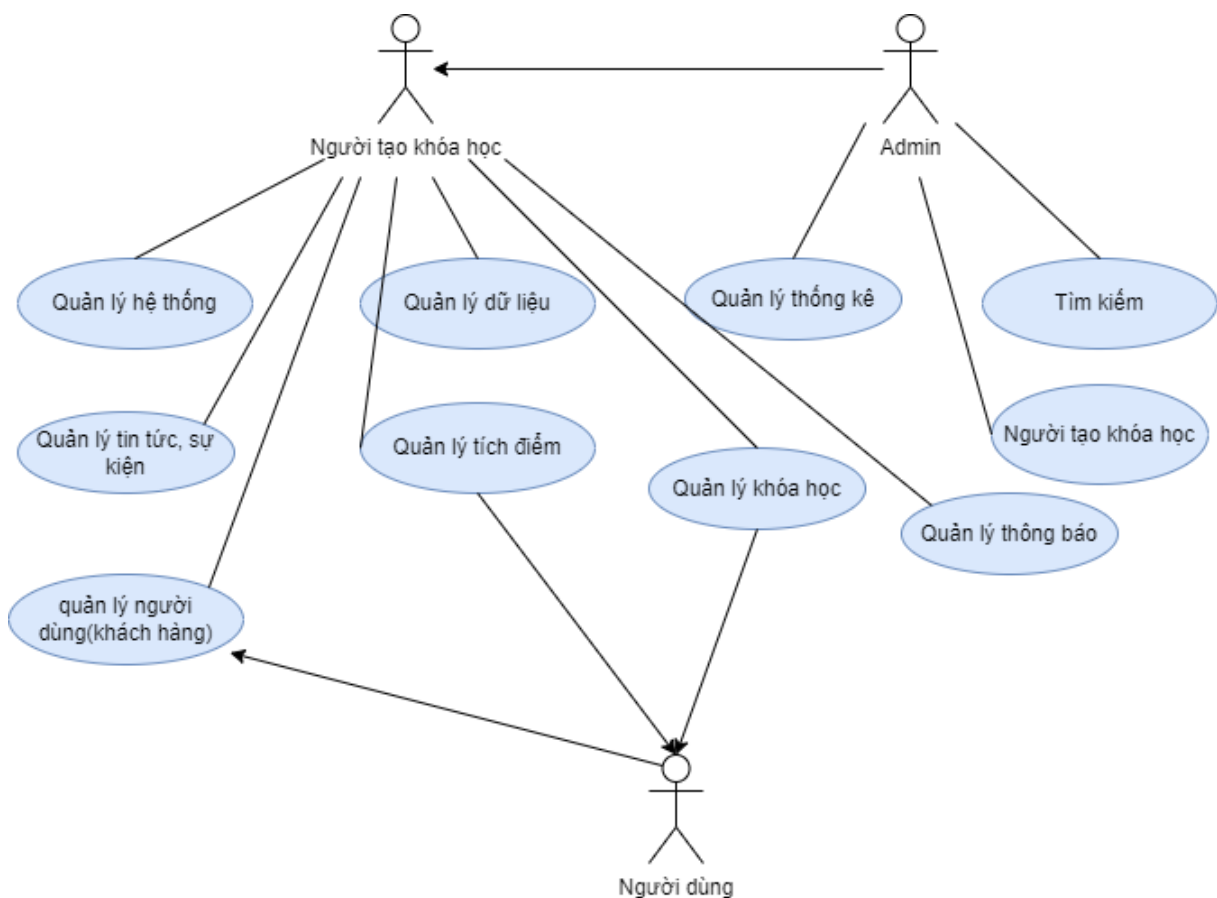 Người tạo khóa học
Admin
Quản lý hệ thống
Quản lý dữ liệu
Quản lý thống kê
Tìm kiếm
Quản lý tin tức, sự
kiện
Quản lý tích điểm
Quản lý khóa học
Người tạo khóa học
Quản lý thông báo
quản lý người
dùng(khách hàng)
Người dùng